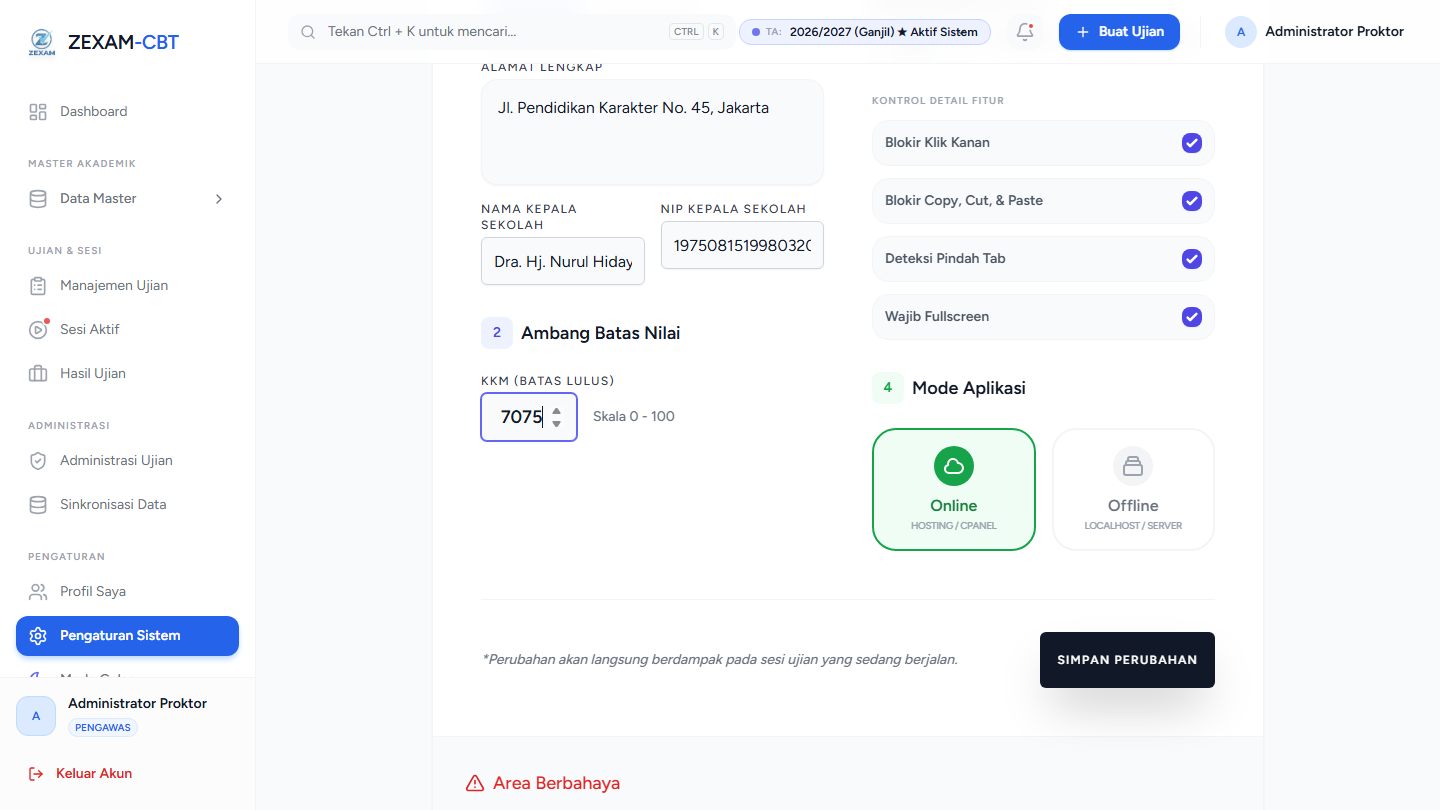 ZEXAM
ZEXAM-CBT
Tekan Ctrl + K untuk mencari...
CTRL K
TA: 2026/2027 (Ganjil) ★ Aktif Sistem
+ Buat Ujian
A
Administrator Proktor
Dashboard
MASTER AKADEMIK
Data Master
UJIAN & SESI
Manajemen Ujian
Sesi Aktif
Hasil Ujian
ADMINISTRASI
Administrasi Ujian
Sinkronisasi Data
PENGATURAN
Profil Saya
Pengaturan Sistem
A
Administrator Proktor
PENGAWAS
Keluar Akun
ALAMAT LENGKAP
Jl. Pendidikan Karakter No. 45, Jakarta
NAMA KEPALA
SEKOLAH
Dra. Hj. Nurul Hiday
NIP KEPALA SEKOLAH
197508151998032
2
Ambang Batas Nilai
KKM (BATAS LULUS)
7075
Skala 0 - 100
KONTROL DETAIL FITUR
Blokir Klik Kanan
Blokir Copy, Cut, & Paste
Deteksi Pindah Tab
Wajib Fullscreen
4
Mode Aplikasi
Online
HOSTING / CPANEL
Offline
LOCALHOST / SERVER
*Perubahan akan langsung berdampak pada sesi ujian yang sedang berjalan.
SIMPAN PERUBAHAN
Area Berbahaya